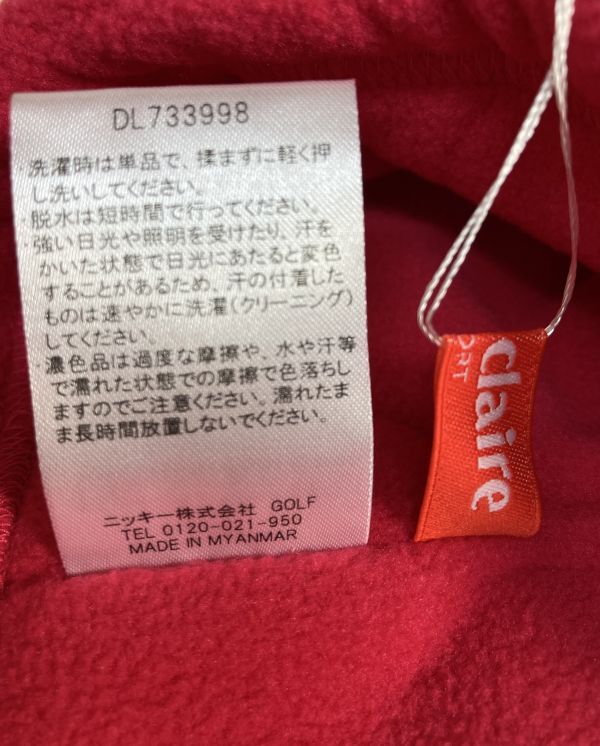 DL733998
・洗濯時は単品で、揉まずに軽く押
し洗いしてください。
・脱水は短時間で行ってください。
・強い日光や照明を受けたり、汗を
かいた状態で日光にあたると変色
することがあるため、汗の付着した
ものは速やかに洗濯(クリーニング)
してください。
・濃色品は過度な摩擦や、水や汗等
で濡れた状態での摩擦で色落ちし
ますのでご注意ください。濡れたま
ま長時間放置しないでください。
ニッキー株式会社 GOLF
TEL 0120-021-950
MADE IN MYANMAR
claire
ORT